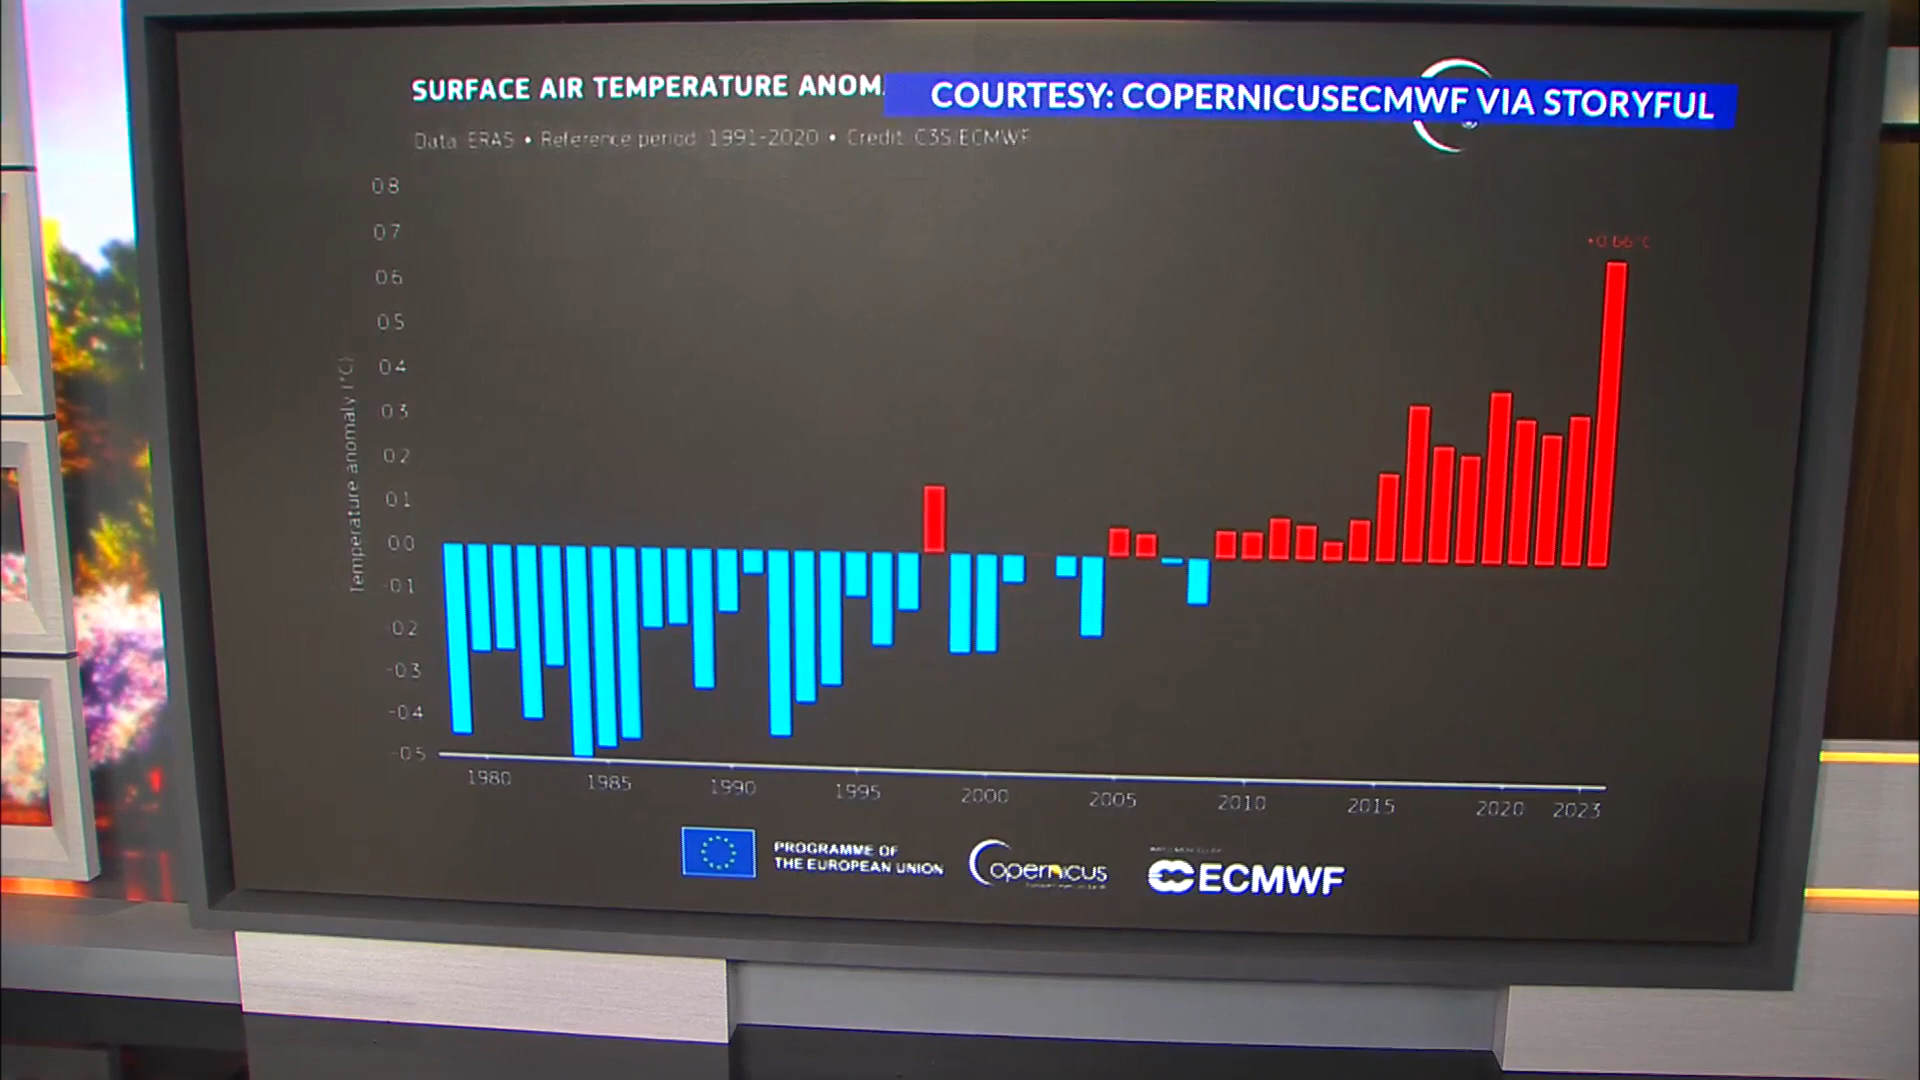 SURFACE AIR TEMPERATURE ANOM
COURTESY: COPERNICUSECMWF VIA STORYFUL
Data ERA5 • Reference period 1991-2020 • Credit C3S/ECMWF
+0.66°C
Temperature anomaly (°C)
0.8
0.7
0.6
0.5
0.4
0.3
0.2
0.1
0.0
-0.1
-0.2
-0.3
-0.4
-0.5
1980 1985 1990 1995 2000 2005 2010 2015 2020 2023
PROGRAMME OF
THE EUROPEAN UNION
Copernicus
ECMWF